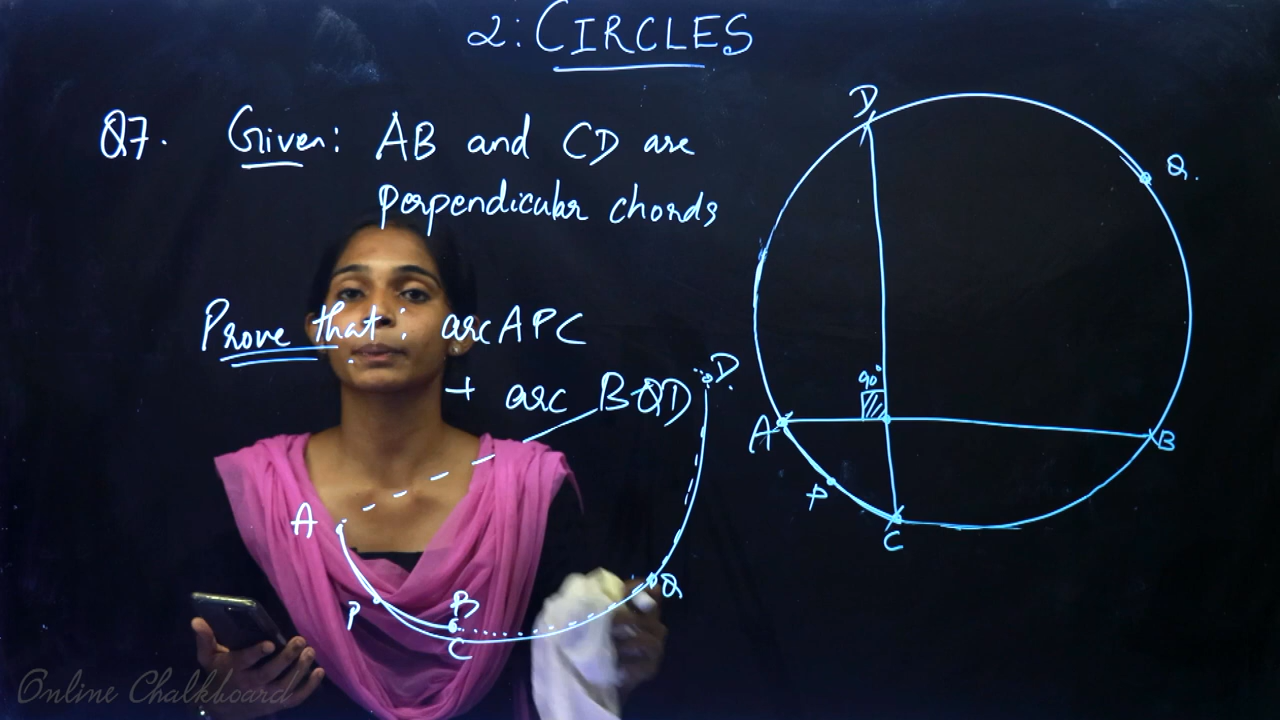 2: CIRCLES
Q7. Given: AB and CD are
perpendicular chords
Prove that: arc APC
+ arc BQD
D
Q.
90°
A
B
P
C
D.
A
P
B
C
Q
Online Chalkboard